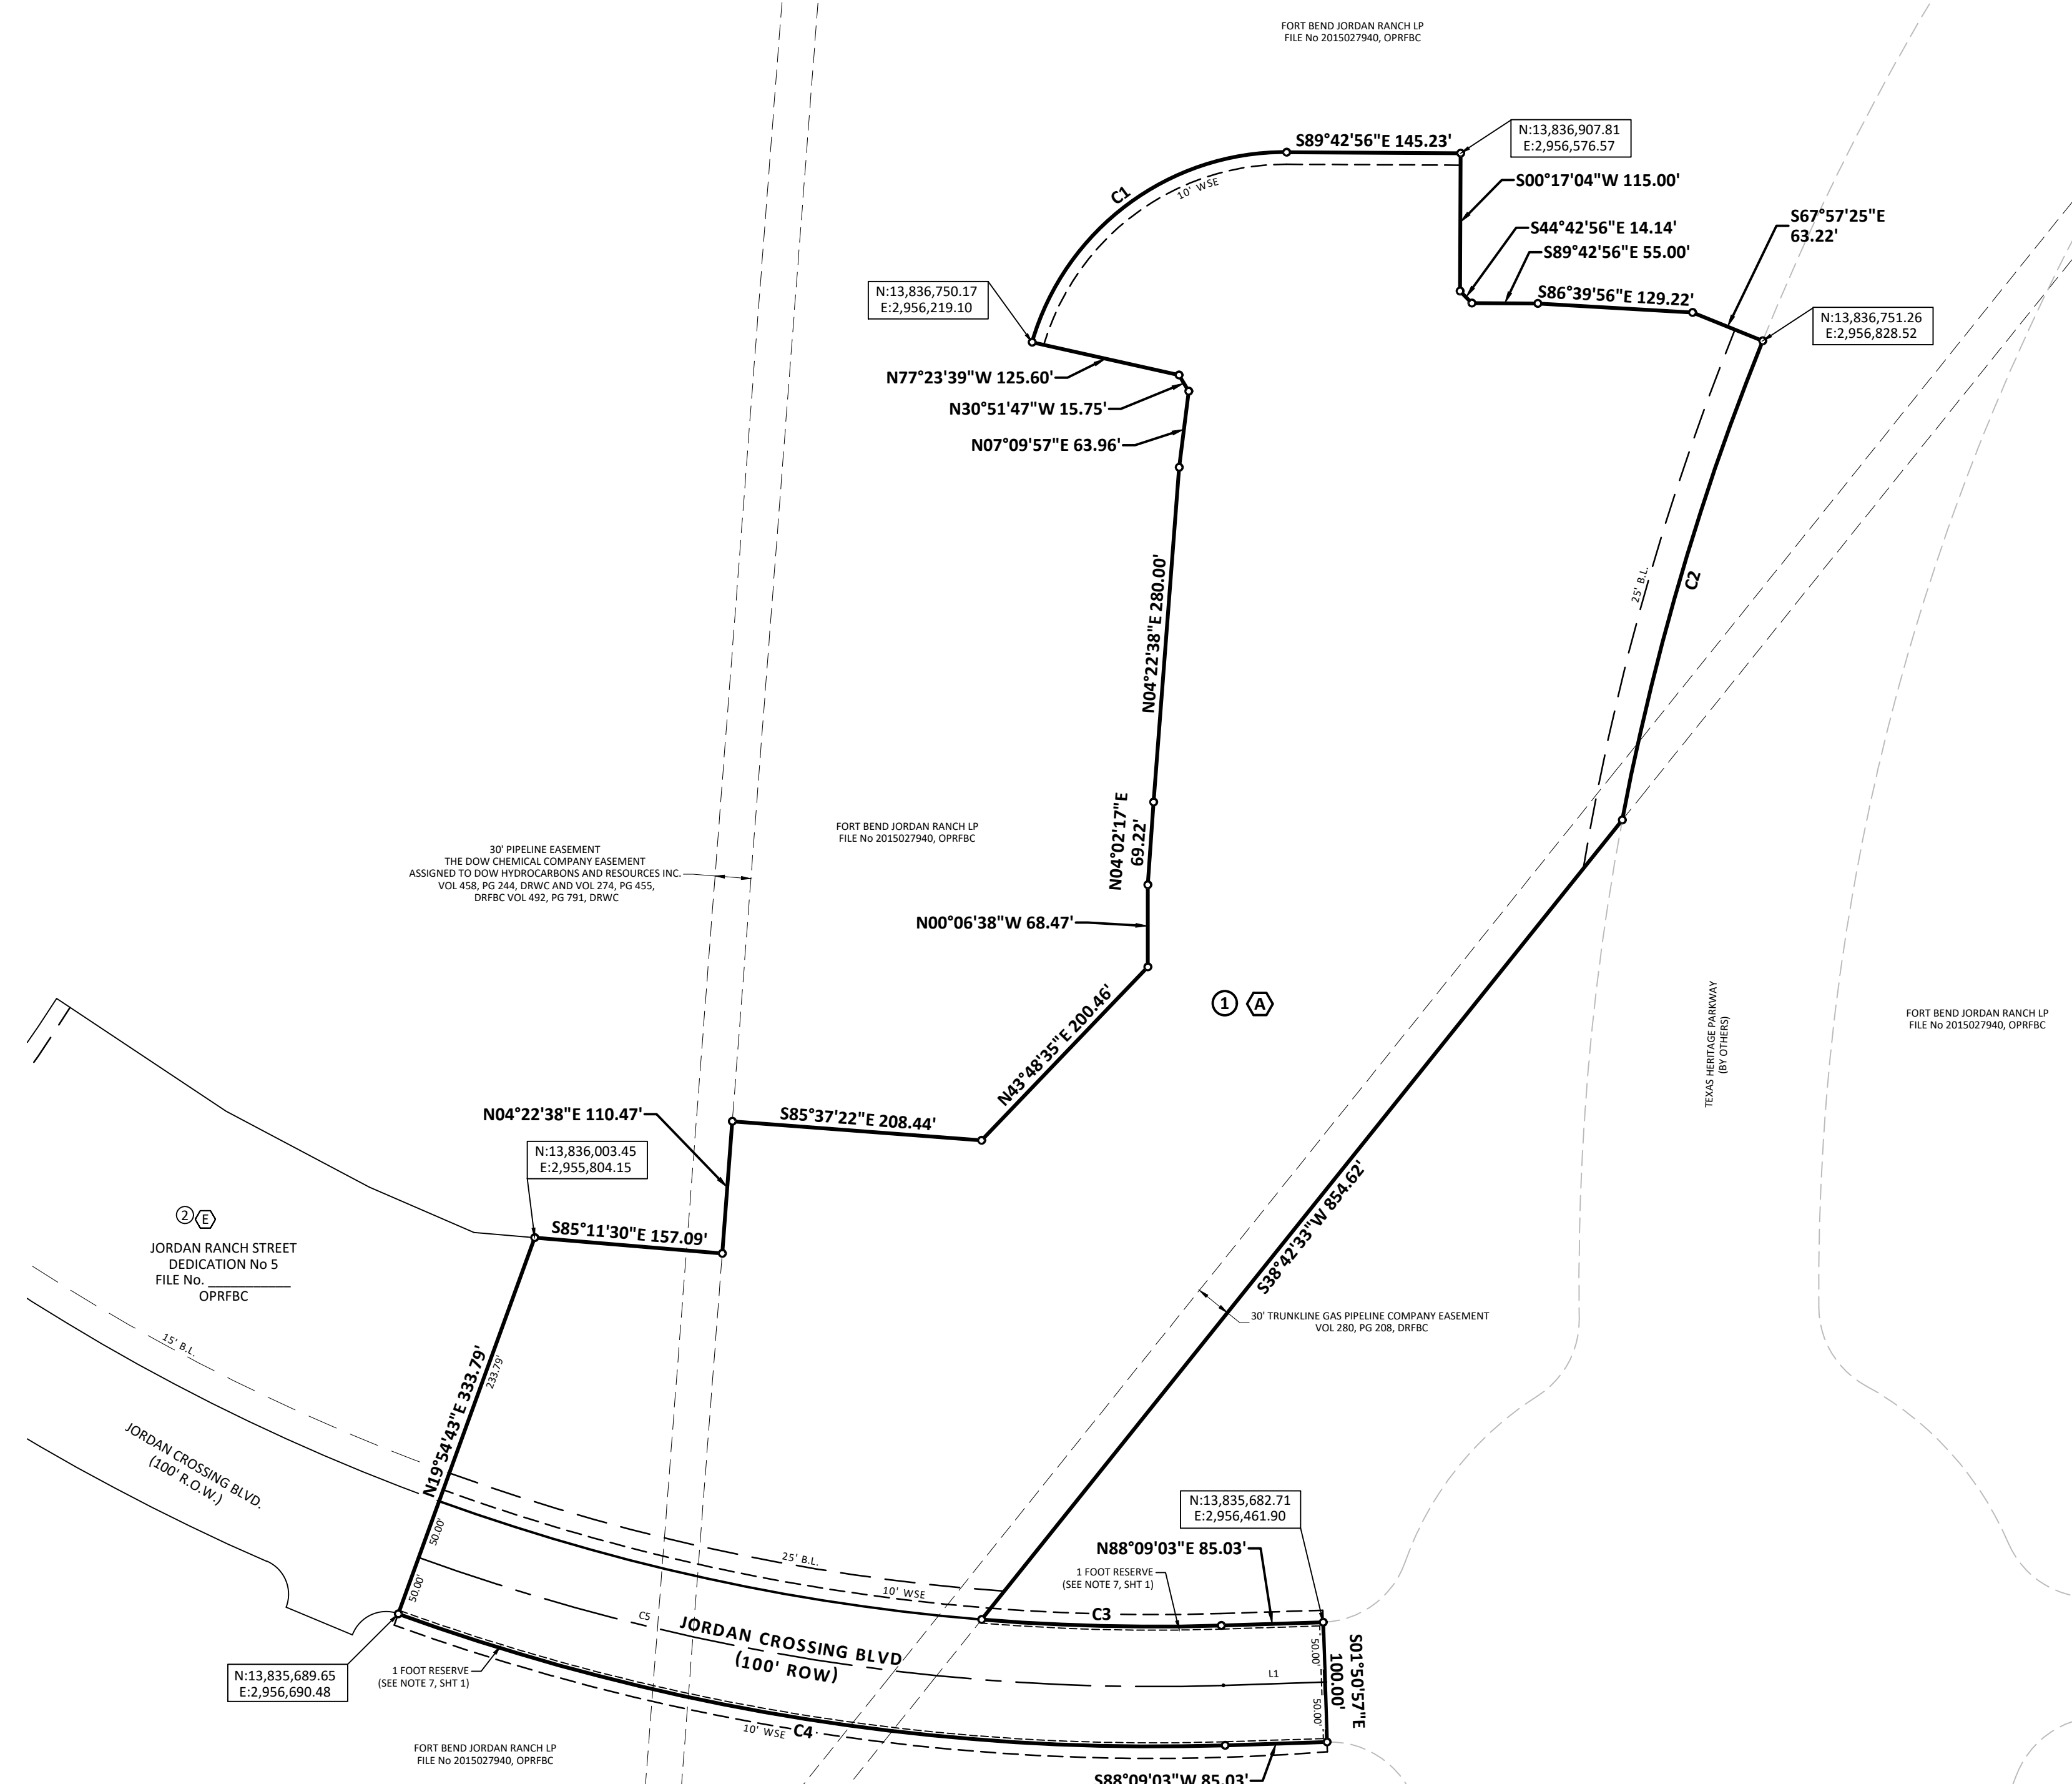 FORT BEND JORDAN RANCH LP
FILE No 2015027940, OPRFBC
S89°42'56"E 145.23'
N:13,836,907.81
E:2,956,576.57
C1
10' WSE
S00°17'04"W 115.00'
S44°42'56"E 14.14'
S89°42'56"E 55.00'
S67°57'25"E
63.22'
S86°39'56"E 129.22'
N:13,836,750.17
E:2,956,219.10
N:13,836,751.26
E:2,956,828.52
N77°23'39"W 125.60'
N30°51'47"W 15.75'
N07°09'57"E 63.96'
N04°22'38"E 280.00'
25' B.L.
C2
N04°02'17"E
69.22'
FORT BEND JORDAN RANCH LP
FILE No 2015027940, OPRFBC
30' PIPELINE EASEMENT
THE DOW CHEMICAL COMPANY EASEMENT
ASSIGNED TO DOW HYDROCARBONS AND RESOURCES INC.
VOL 458, PG 244, DRWC AND VOL 274, PG 455,
DRFBC VOL 492, PG 791, DRWC
N00°06'38"W 68.47'
1 A
TEXAS HERITAGE PARKWAY
(BY OTHERS)
FORT BEND JORDAN RANCH LP
FILE No 2015027940, OPRFBC
N43°48'35"E 200.46'
N04°22'38"E 110.47'
S85°37'22"E 208.44'
N:13,836,003.45
E:2,955,804.15
S85°11'30"E 157.09'
S38°42'33"W 854.62'
2 E
JORDAN RANCH STREET
DEDICATION No 5
FILE No. ____________
OPRFBC
30' TRUNKLINE GAS PIPELINE COMPANY EASEMENT
VOL 280, PG 208, DRFBC
15' B.L.
N19°54'43"E 333.79'
233.79'
JORDAN CROSSING BLVD.
(100' R.O.W.)
50.00'
50.00'
25' B.L.
10' WSE
N:13,835,682.71
E:2,956,461.90
N88°09'03"E 85.03'
1 FOOT RESERVE
(SEE NOTE 7, SHT 1)
C3
C5
JORDAN CROSSING BLVD
(100' ROW)
50.00'
L1
50.00'
S01°50'57"E
100.00'
N:13,835,689.65
E:2,956,690.48
1 FOOT RESERVE
(SEE NOTE 7, SHT 1)
10' WSE
C4
FORT BEND JORDAN RANCH LP
FILE No 2015027940, OPRFBC
S88°09'03"W 85.03'